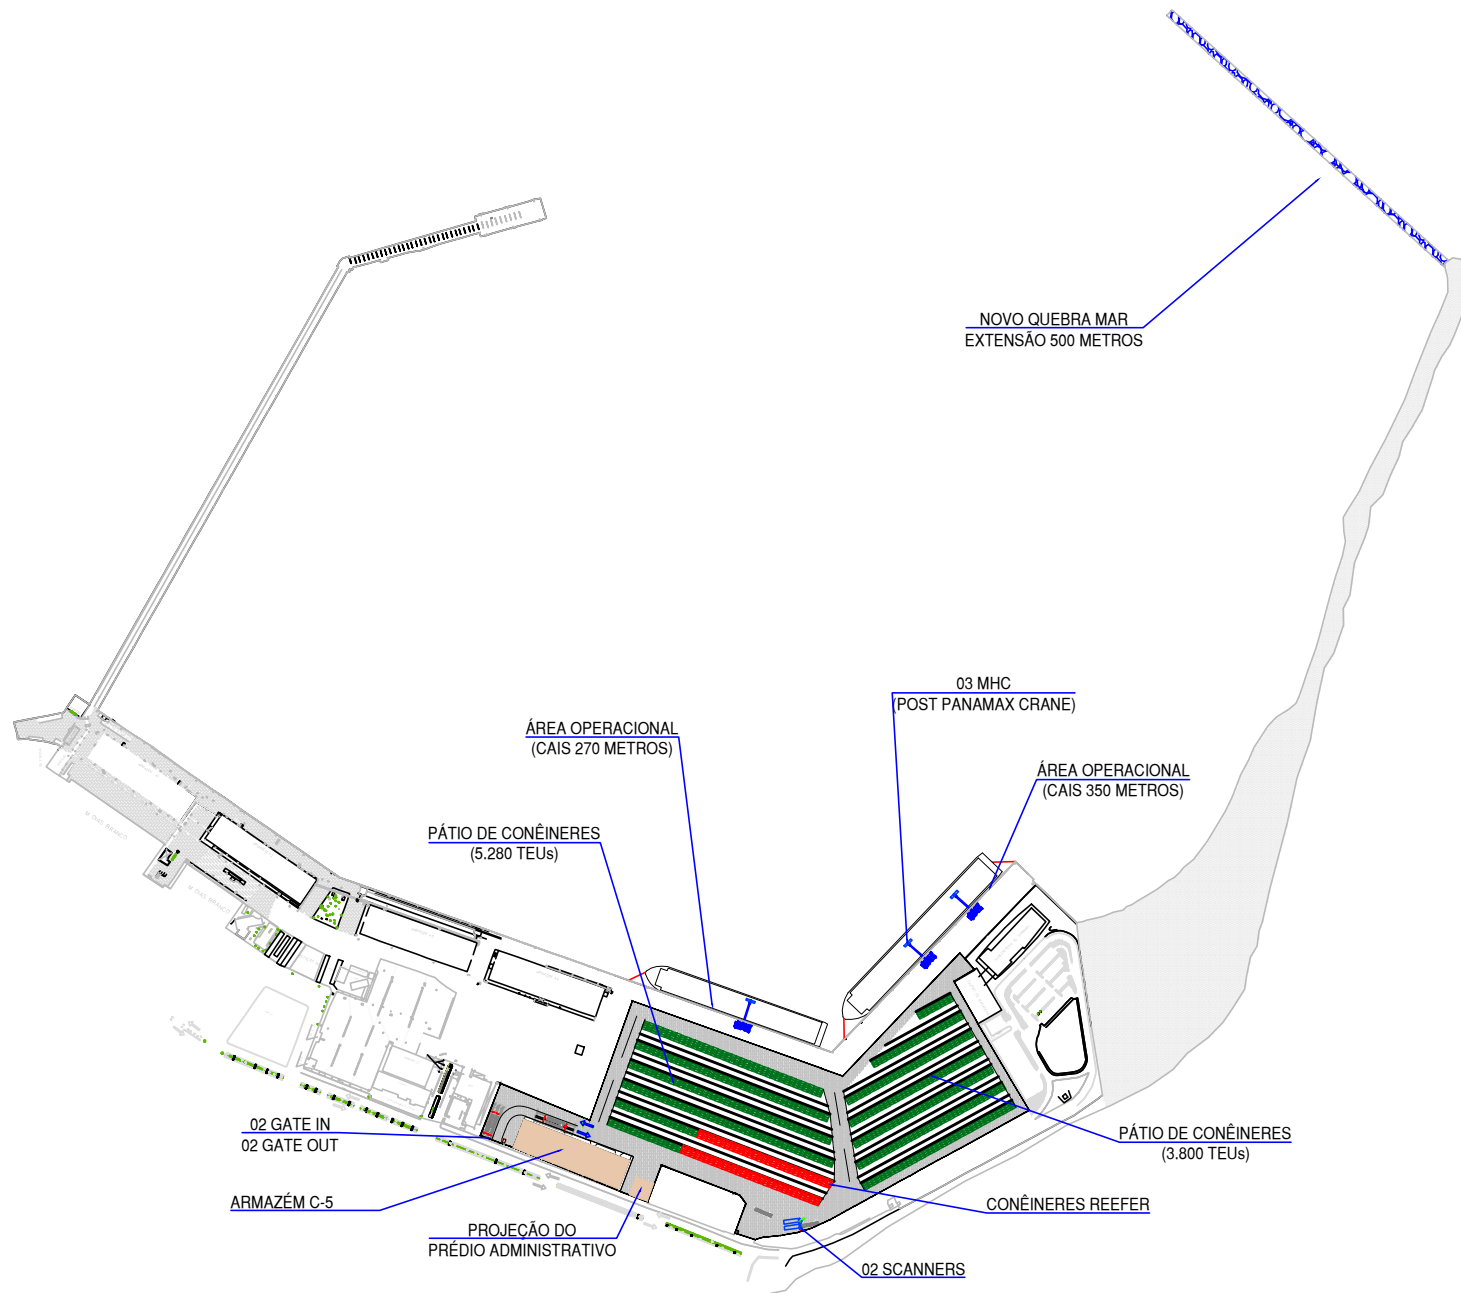 NOVO QUEBRA MAR
EXTENSÃO 500 METROS
03 MHC
(POST PANAMAX CRANE)
ÁREA OPERACIONAL
(CAIS 270 METROS)
ÁREA OPERACIONAL
(CAIS 350 METROS)
PÁTIO DE CONÊINERES
(5.280 TEUs)
02 GATE IN
02 GATE OUT
PÁTIO DE CONÊINERES
(3.800 TEUs)
ARMAZÉM C-5
CONÊINERES REEFER
PROJEÇÃO DO
PRÉDIO ADMINISTRATIVO
02 SCANNERS